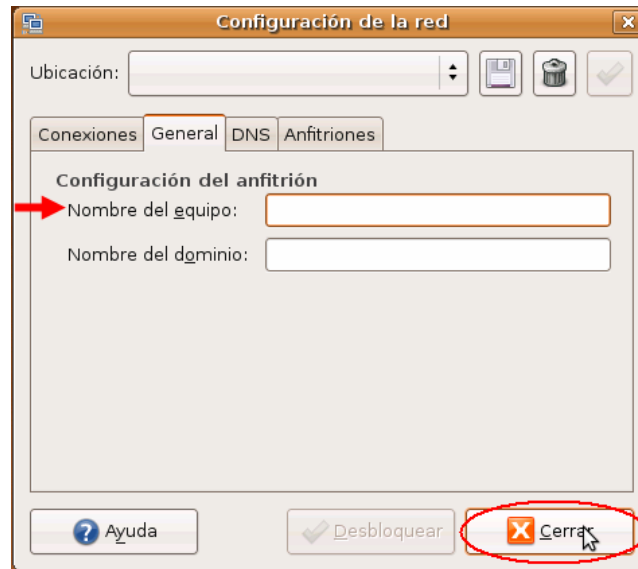 Configuración de la red
Ubicación:
Conexiones General DNS Anfitriones
Configuración del anfitrión
Nombre del equipo:
Nombre del dominio:
Ayuda Desbloquear Cerrar